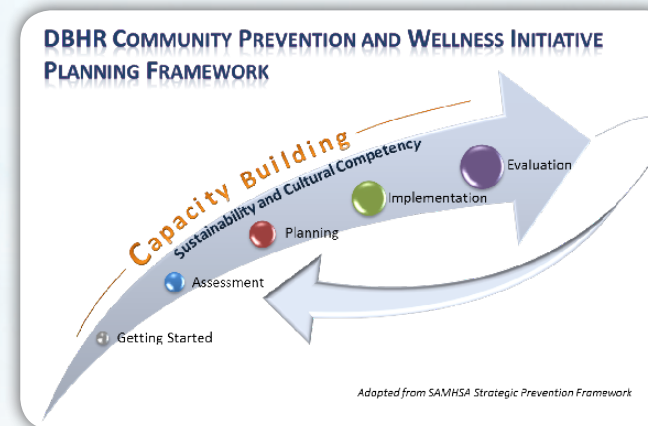 DBHR COMMUNITY PREVENTION AND WELLNESS INITIATIVE
PLANNING FRAMEWORK
Capacity Building
Sustainability and Cultural Competency
Evaluation
Implementation
Planning
Assessment
Getting Started
Adapted from SAMHSA Strategic Prevention Framework